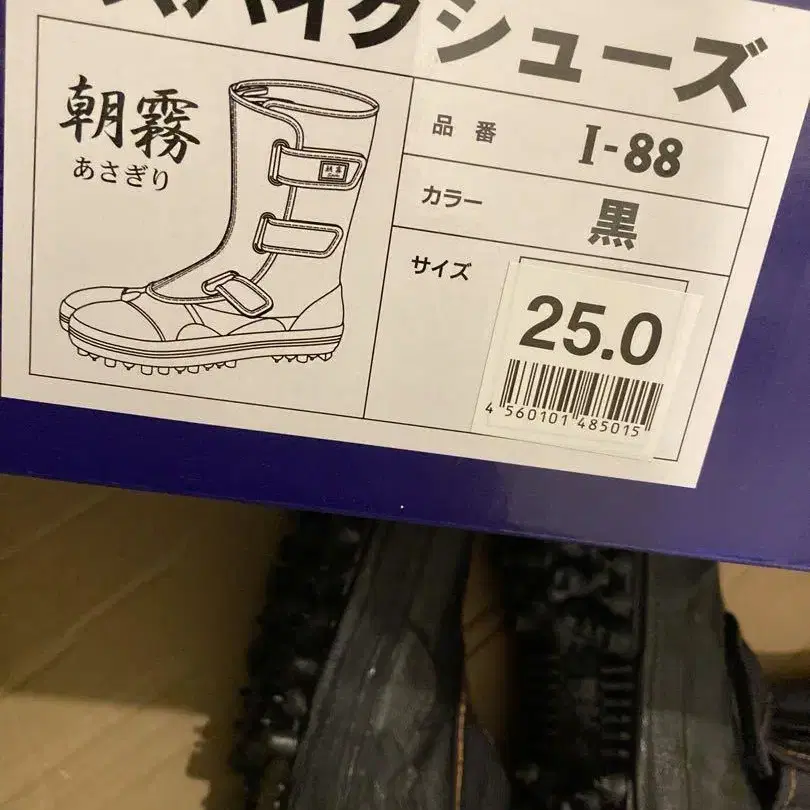 スパイクシューズ
朝霧
あさぎり
品番 I-88
カラー 黒
サイズ 25.0
4 560101 485015